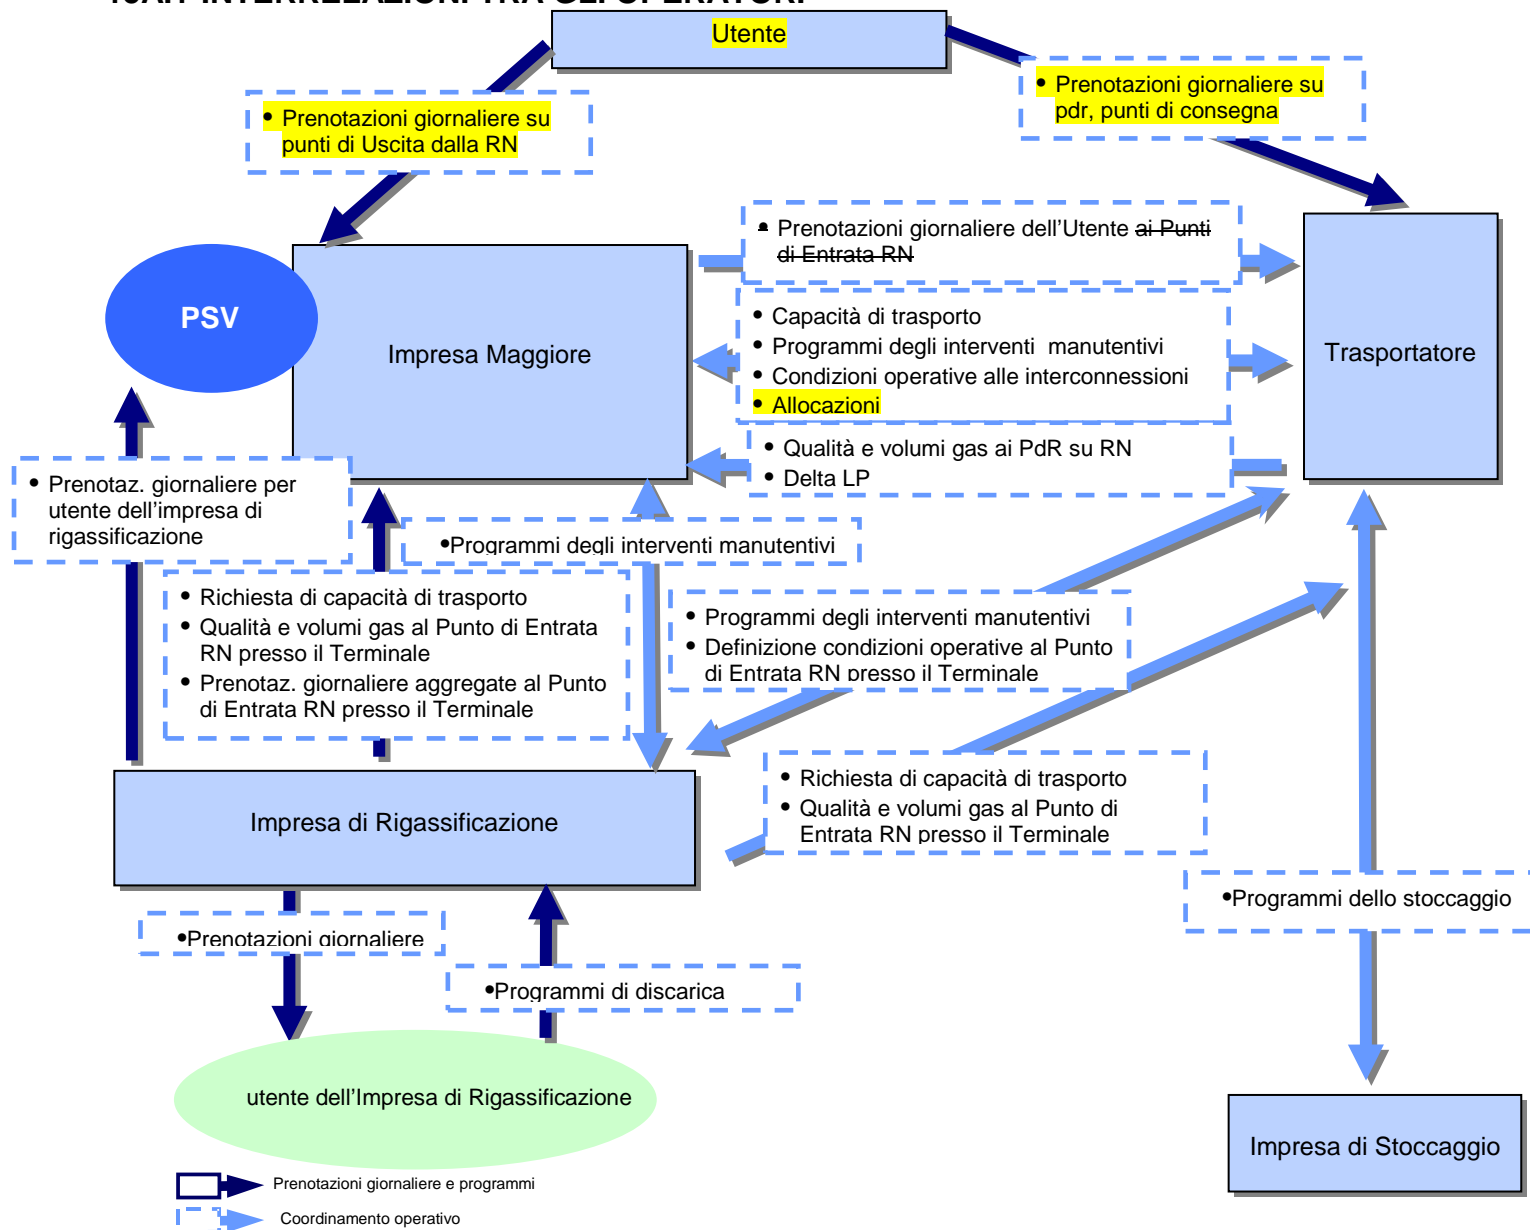 Utente
• Prenotazioni giornaliere su
punti di Uscita dalla RN
• Prenotazioni giornaliere su
pdr, punti di consegna
• Prenotazioni giornaliere dell'Utente ai Punti
di Entrata RN
PSV
Impresa Maggiore
• Capacità di trasporto
• Programmi degli interventi manutentivi
• Condizioni operative alle interconnessioni
• Allocazioni
Trasportatore
• Qualità e volumi gas ai PdR su RN
• Delta LP
• Prenotaz. giornaliere per
utente dell'impresa di
rigassificazione
•Programmi degli interventi manutentivi
• Richiesta di capacità di trasporto
• Qualità e volumi gas al Punto di Entrata
RN presso il Terminale
• Prenotaz. giornaliere aggregate al Punto
di Entrata RN presso il Terminale
• Programmi degli interventi manutentivi
• Definizione condizioni operative al Punto
di Entrata RN presso il Terminale
Impresa di Rigassificazione
• Richiesta di capacità di trasporto
• Qualità e volumi gas al Punto di
Entrata RN presso il Terminale
•Programmi dello stoccaggio
•Prenotazioni giornaliere
•Programmi di discarica
utente dell'Impresa di Rigassificazione
Impresa di Stoccaggio
Prenotazioni giornaliere e programmi
Coordinamento operativo